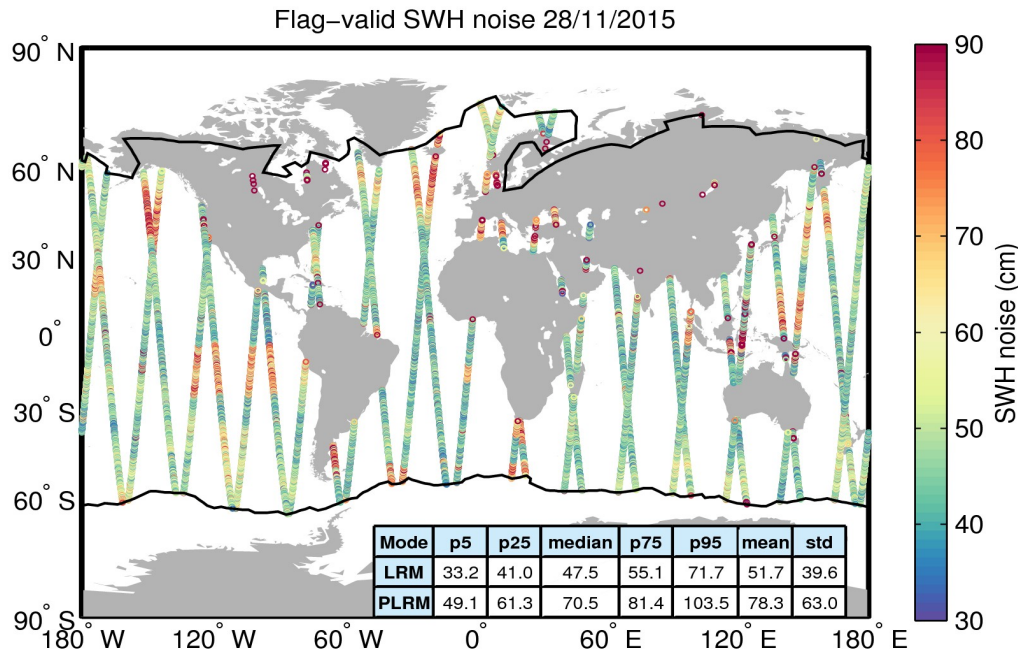 Flag−valid SWH noise 28/11/2015
90° N
60° N
30° N
0°
30° S
60° S
90° S
180° W
120° W
60° W
0°
60° E
120° E
180° E
90
80
70
60
50
40
30
SWH noise (cm)
Mode p5 p25 median p75 p95 mean std
LRM 33.2 41.0 47.5 55.1 71.7 51.7 39.6
PLRM 49.1 61.3 70.5 81.4 103.5 78.3 63.0